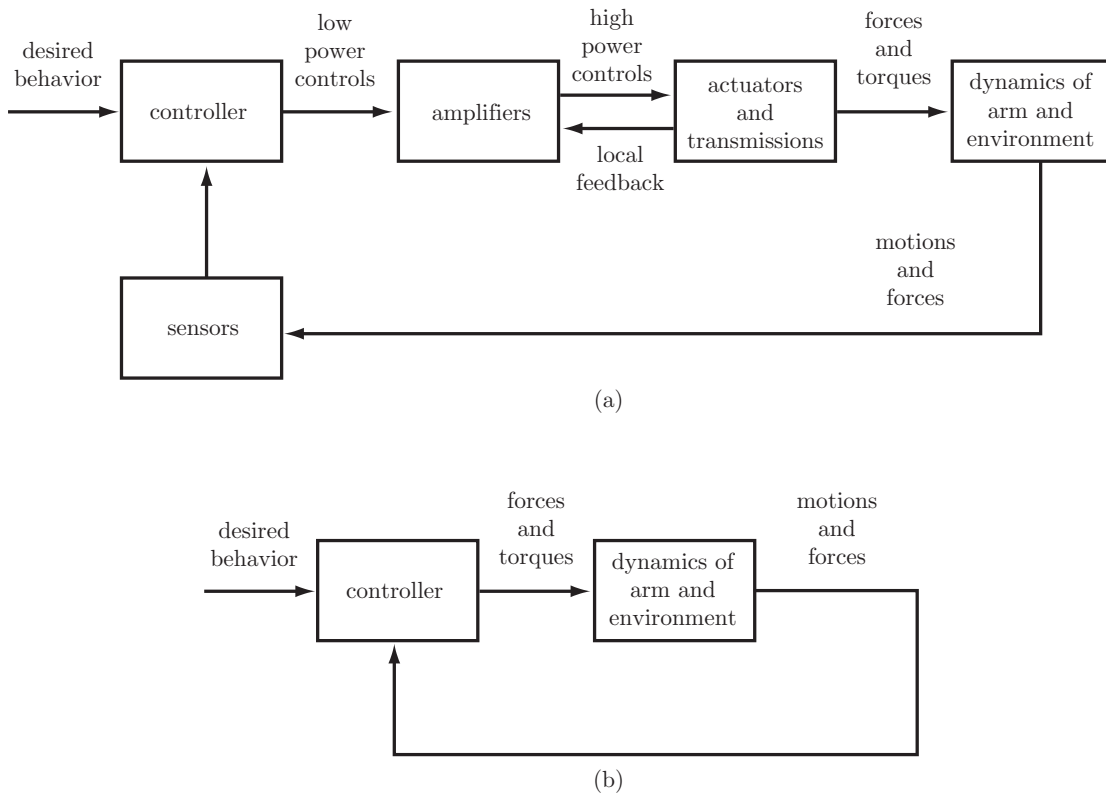 desired
behavior
controller
low
power
controls
amplifiers
high
power
controls
local
feedback
actuators
and
transmissions
forces
and
torques
dynamics of
arm and
environment
motions
and
forces
sensors
(a)
desired
behavior
controller
forces
and
torques
dynamics of
arm and
environment
motions
and
forces
(b)